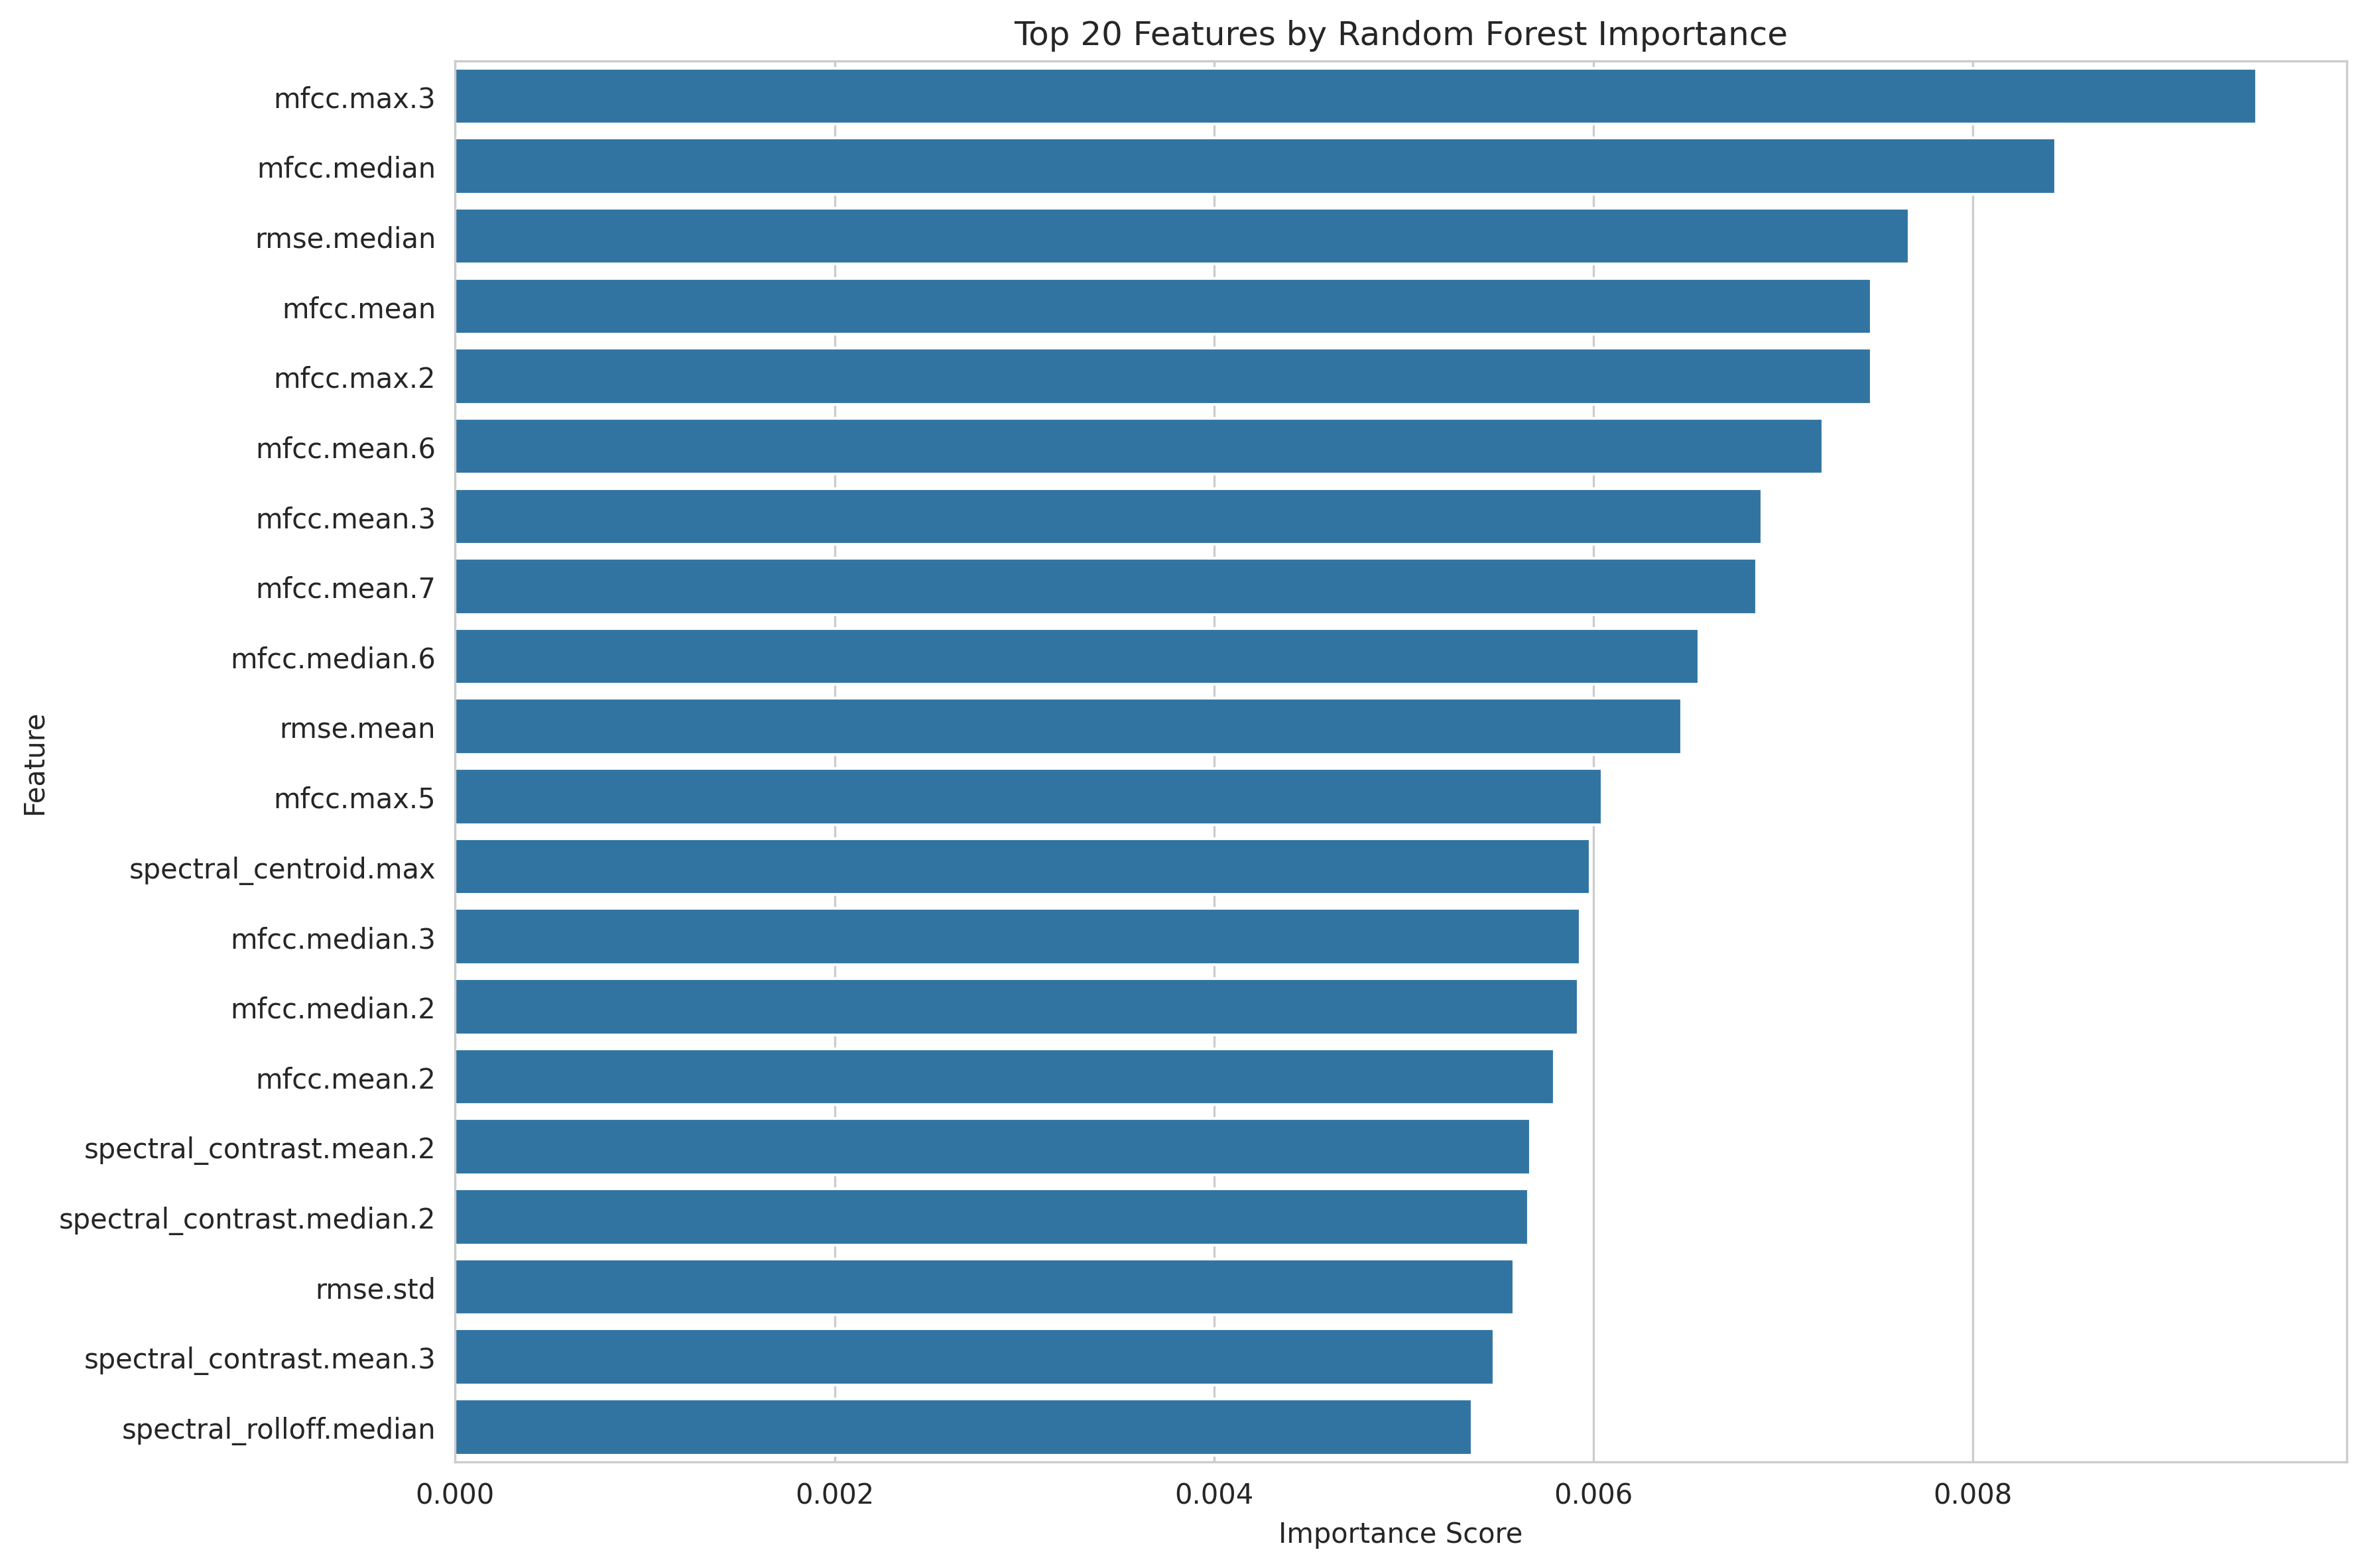 Top 20 Features by Random Forest Importance
mfcc.max.3
mfcc.median
rmse.median
mfcc.mean
mfcc.max.2
mfcc.mean.6
mfcc.mean.3
mfcc.mean.7
mfcc.median.6
rmse.mean
mfcc.max.5
spectral_centroid.max
mfcc.median.3
mfcc.median.2
mfcc.mean.2
spectral_contrast.mean.2
spectral_contrast.median.2
rmse.std
spectral_contrast.mean.3
spectral_rolloff.median
Feature
0.000 0.002 0.004 0.006 0.008
Importance Score